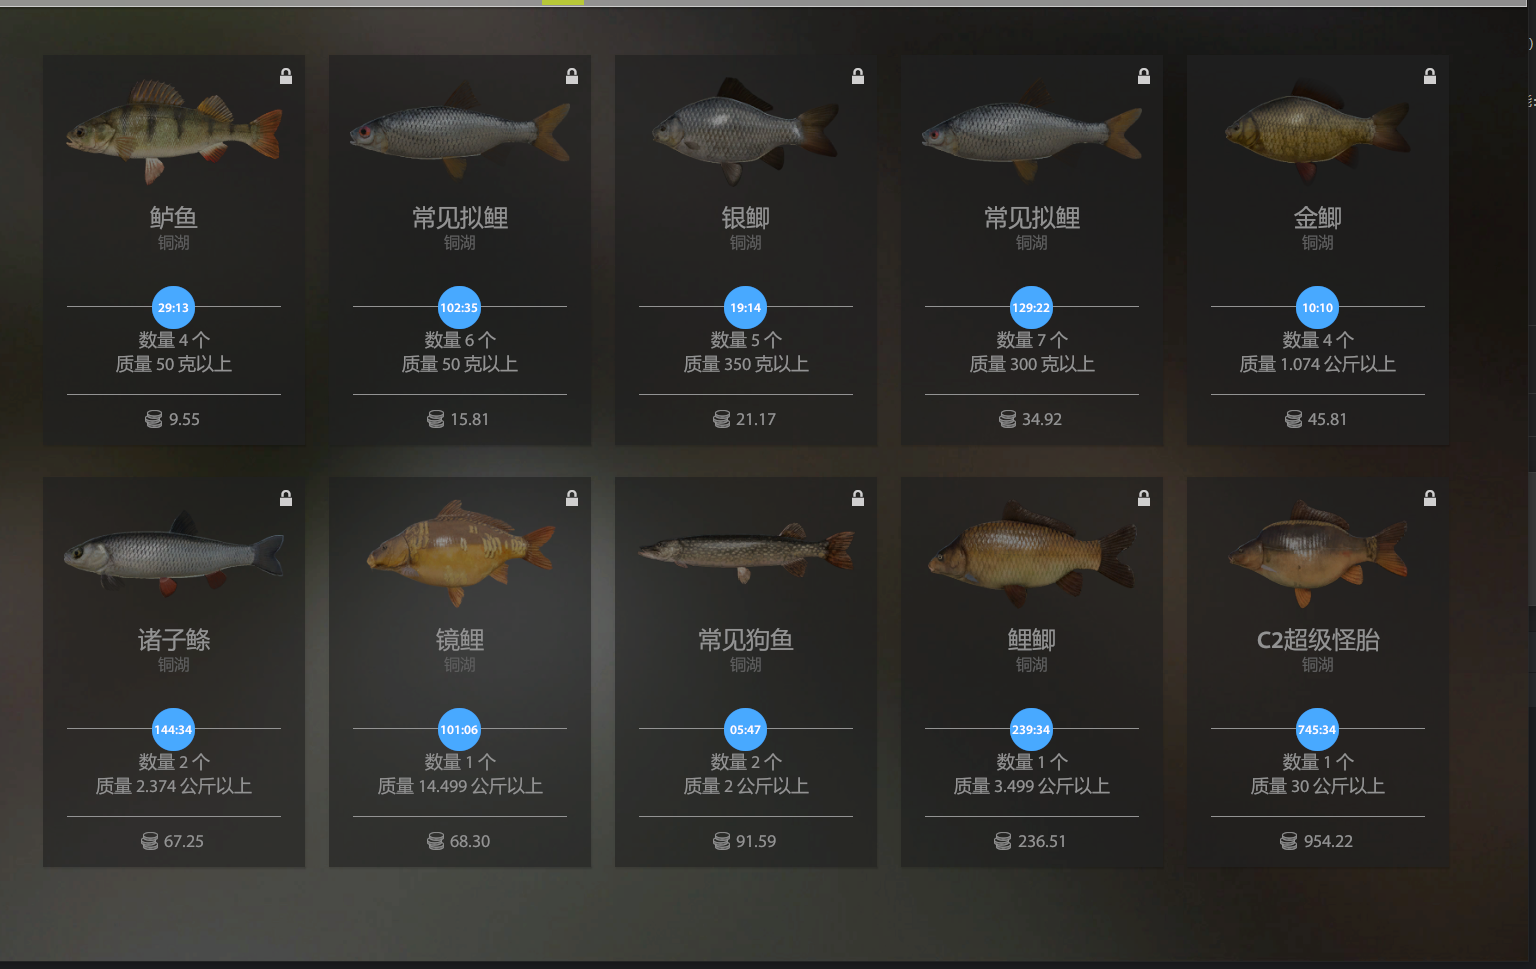 鲈鱼
铜湖
29:13
数量 4 个
质量 50 克以上
9.55
常见拟鲤
铜湖
102:35
数量 6 个
质量 50 克以上
15.81
银鲫
铜湖
19:14
数量 5 个
质量 350 克以上
21.17
常见拟鲤
铜湖
129:22
数量 7 个
质量 300 克以上
34.92
金鲫
铜湖
10:10
数量 4 个
质量 1.074 公斤以上
45.81
诸子鲦
铜湖
144:34
数量 2 个
质量 2.374 公斤以上
67.25
镜鲤
铜湖
101:06
数量 1 个
质量 14.499 公斤以上
68.30
常见狗鱼
铜湖
05:47
数量 2 个
质量 2 公斤以上
91.59
鲤鲫
铜湖
239:34
数量 1 个
质量 3.499 公斤以上
236.51
C2超级怪胎
铜湖
745:34
数量 1 个
质量 30 公斤以上
954.22